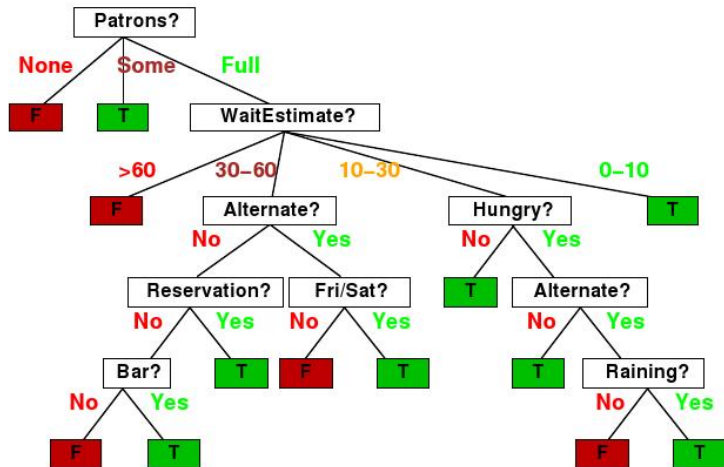 Patrons?
None Some Full
F T WaitEstimate?
>60 30–60 10–30 0–10
F Alternate? Hungry? T
No Yes No Yes
Reservation? Fri/Sat? T Alternate?
No Yes No Yes No Yes
Bar? T F T T Raining?
No Yes No Yes
F T F T